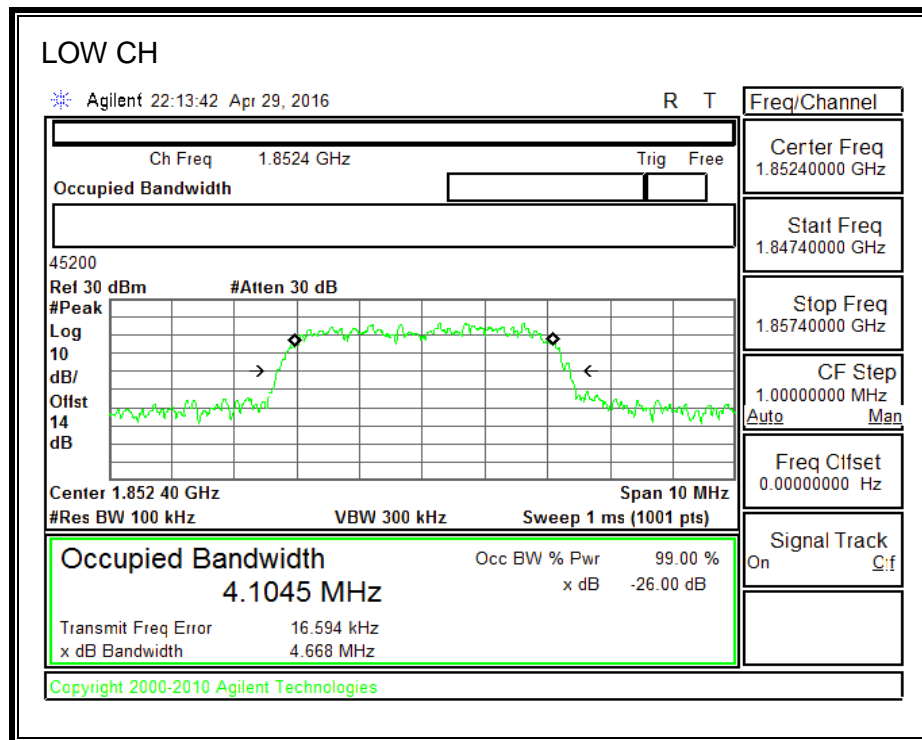 LOW CH
Agilent 22:13:42 Apr 29, 2016 R T
Freq/Channel
Ch Freq 1.8524 GHz Trig Free
Occupied Bandwidth
Center Freq
1.85240000 GHz
Start Freq
1.84740000 GHz
Stop Freq
1.85740000 GHz
CF Step
1.00000000 MHz
Auto Man
Freq Offset
0.00000000 Hz
Signal Track
On Off
45200
Ref 30 dBm #Atten 30 dB
#Peak
Log
10
dB/
Offst
14
dB
Center 1.852 40 GHz Span 10 MHz
#Res BW 100 kHz VBW 300 kHz Sweep 1 ms (1001 pts)
Occupied Bandwidth
4.1045 MHz
Occ BW % Pwr 99.00 %
x dB -26.00 dB
Transmit Freq Error 16.594 kHz
x dB Bandwidth 4.668 MHz
Copyright 2000-2010 Agilent Technologies